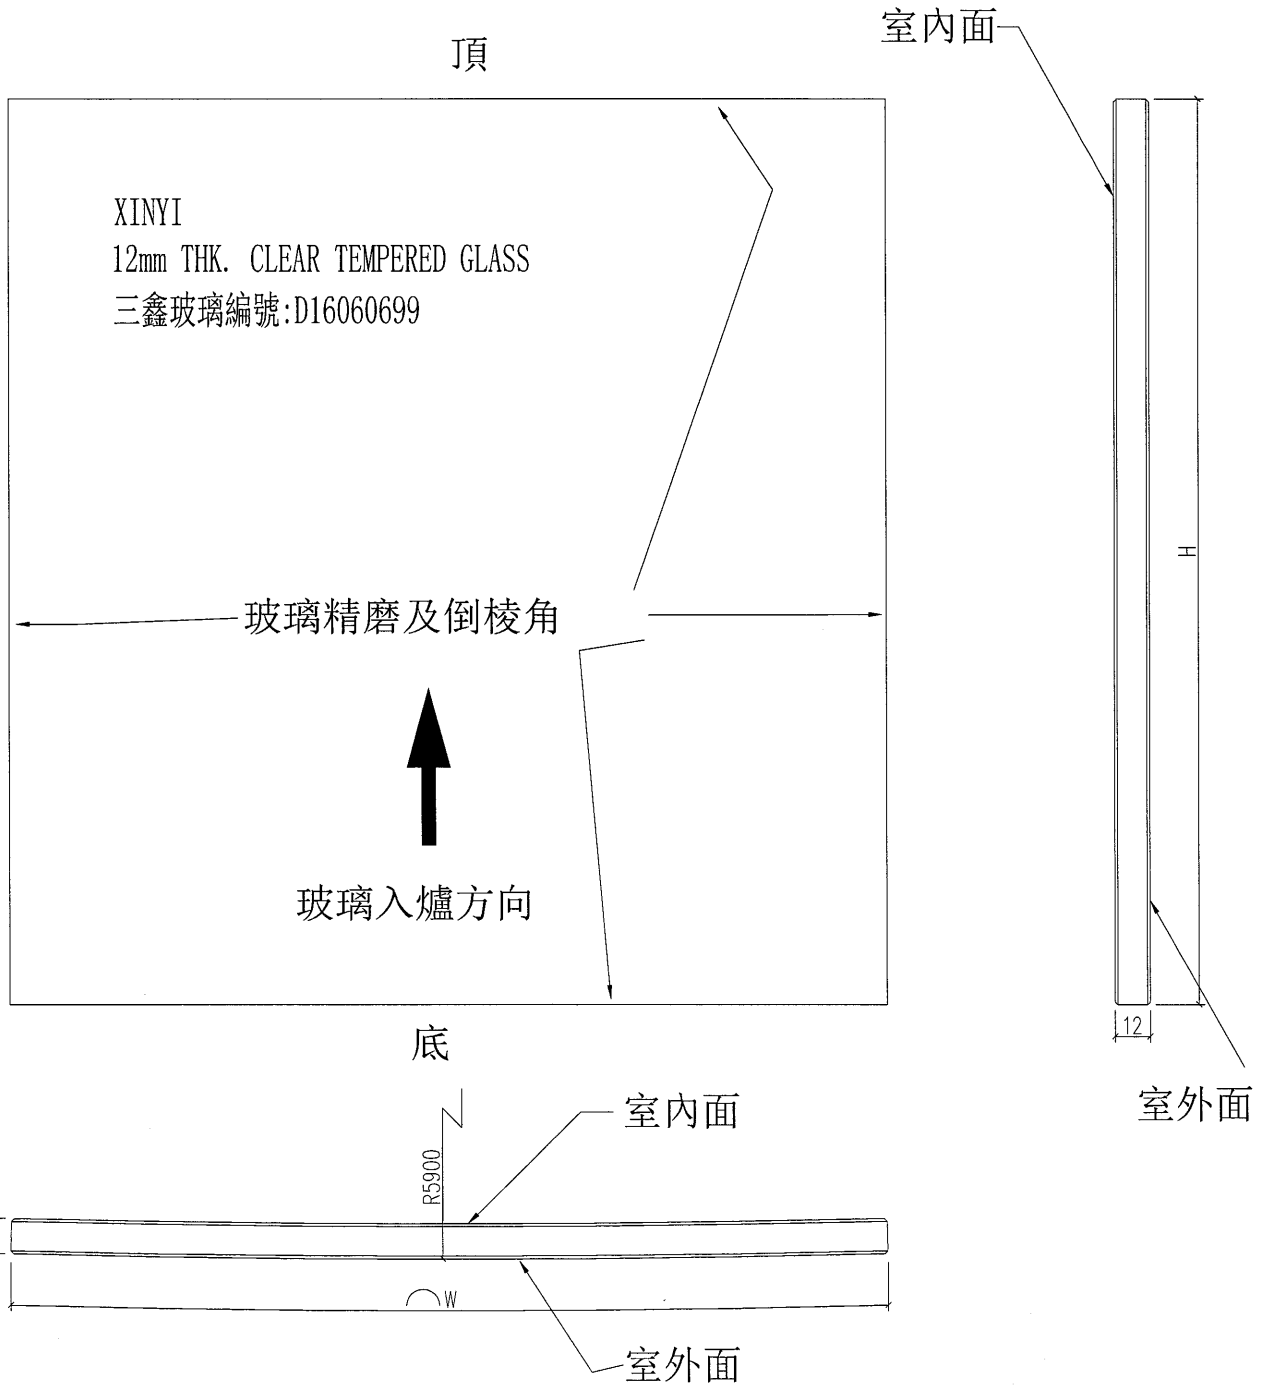 頂
室內面
XINYI
12mm THK. CLEAR TEMPERED GLASS
三鑫玻璃編號:D16060699
H
玻璃精磨及倒棱角
玻璃入爐方向
12
底
室外面
室內面
R5900
W
室外面